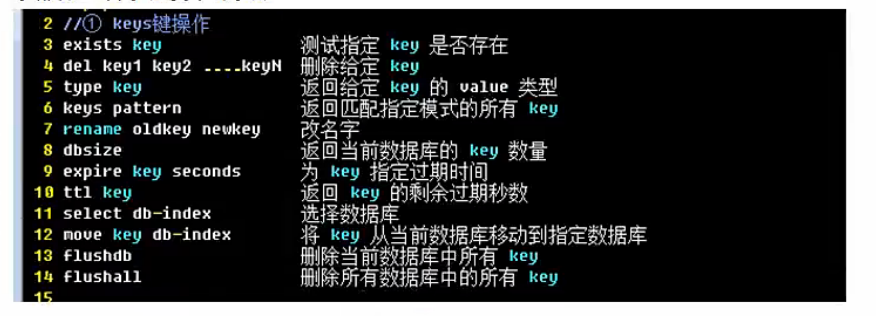 2 //① keys键操作
3 exists key 测试指定 key 是否存在
4 del key1 key2 ....keyN 删除给定 key
5 type key 返回给定 key 的 value 类型
6 keys pattern 返回匹配指定模式的所有 key
7 rename oldkey newkey 改名字
8 dbsize 返回当前数据库的 key 数量
9 expire key seconds 为 key 指定过期时间
10 ttl key 返回 key 的剩余过期秒数
11 select db-index 选择数据库
12 move key db-index 将 key 从当前数据库移动到指定数据库
13 flushdb 删除当前数据库中所有 key
14 flushall 删除所有数据库中的所有 key
15